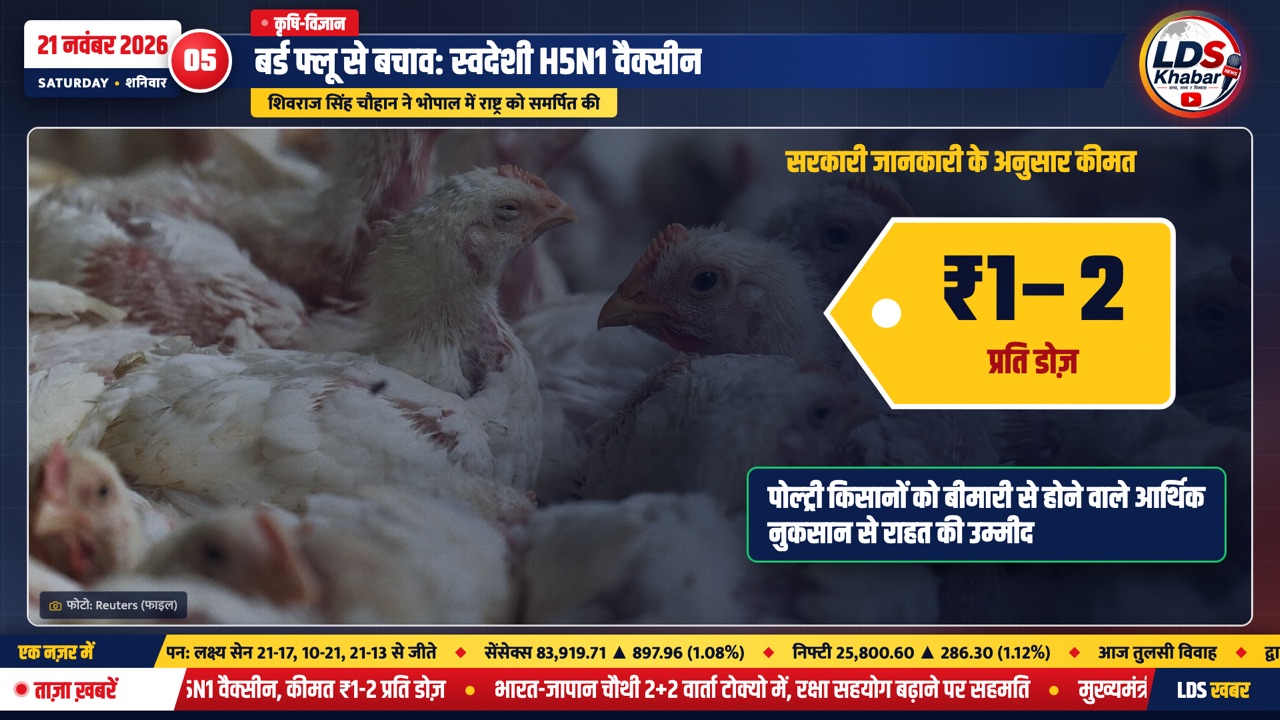 21 नवंबर 2026
SATURDAY • शनिवार
05
कृषि-विज्ञान
बर्ड फ्लू से बचाव: स्वदेशी H5N1 वैक्सीन
शिवराज सिंह चौहान ने भोपाल में राष्ट्र को समर्पित की
LDS
Khabar
NEWS
सरकारी जानकारी के अनुसार कीमत
₹1–2
प्रति डोज़
पोल्ट्री किसानों को बीमारी से होने वाले आर्थिक
नुकसान से राहत की उम्मीद
फोटो: Reuters (फाइल)
एक नज़र में
पन: लक्ष्य सेन 21-17, 10-21, 21-13 से जीते ♦ सेंसेक्स 83,919.71 ▲ 897.96 (1.08%) ♦ निफ्टी 25,800.60 ▲ 286.30 (1.12%) ♦ आज तुलसी विवाह ♦ द्वा
ताज़ा ख़बरें
5N1 वैक्सीन, कीमत ₹1-2 प्रति डोज़ • भारत-जापान चौथी 2+2 वार्ता टोक्यो में, रक्षा सहयोग बढ़ाने पर सहमति • मुख्यमंत्री
LDS खबर